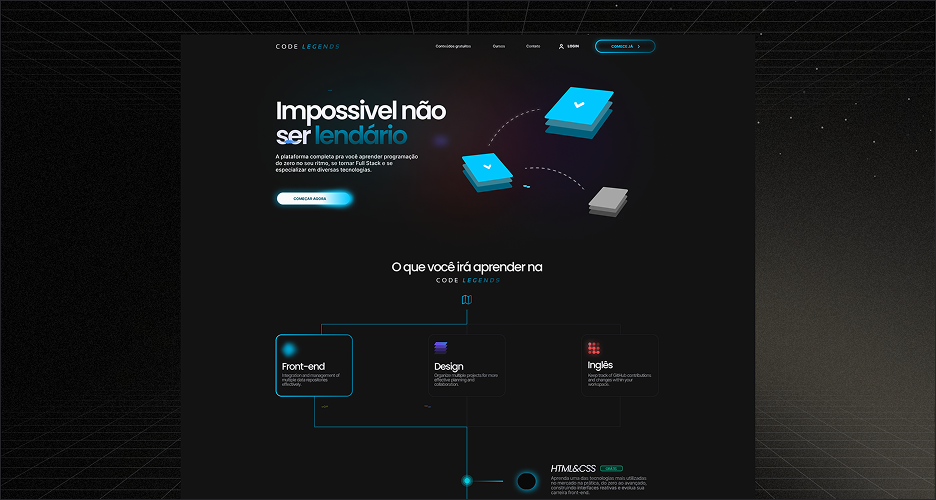 CODE LEGENDS
Conteúdos gratuitos
Cursos
Contato
LOGIN
COMECE JÁ
Impossivel não
ser lendário
A plataforma completa pra você aprender programação
do zero no seu ritmo, se tornar Full Stack e se
especializar em diversas tecnologias.
COMEÇAR AGORA
O que você irá aprender na
CODE LEGENDS
Front-end
Integration and management of
multiple data repositories
effectively.
Design
Organize multiple projects for more
effective planning and
collaboration.
Inglês
Keep track of GitHub contributions
and changes within your
workspace.
HTML&CSS
GRÁTIS
Aprenda uma das tecnologias mais utilizadas
no mercado na prática, do zero ao avançado,
construindo interfaces realtivas e evolua sua
carreira front-end.